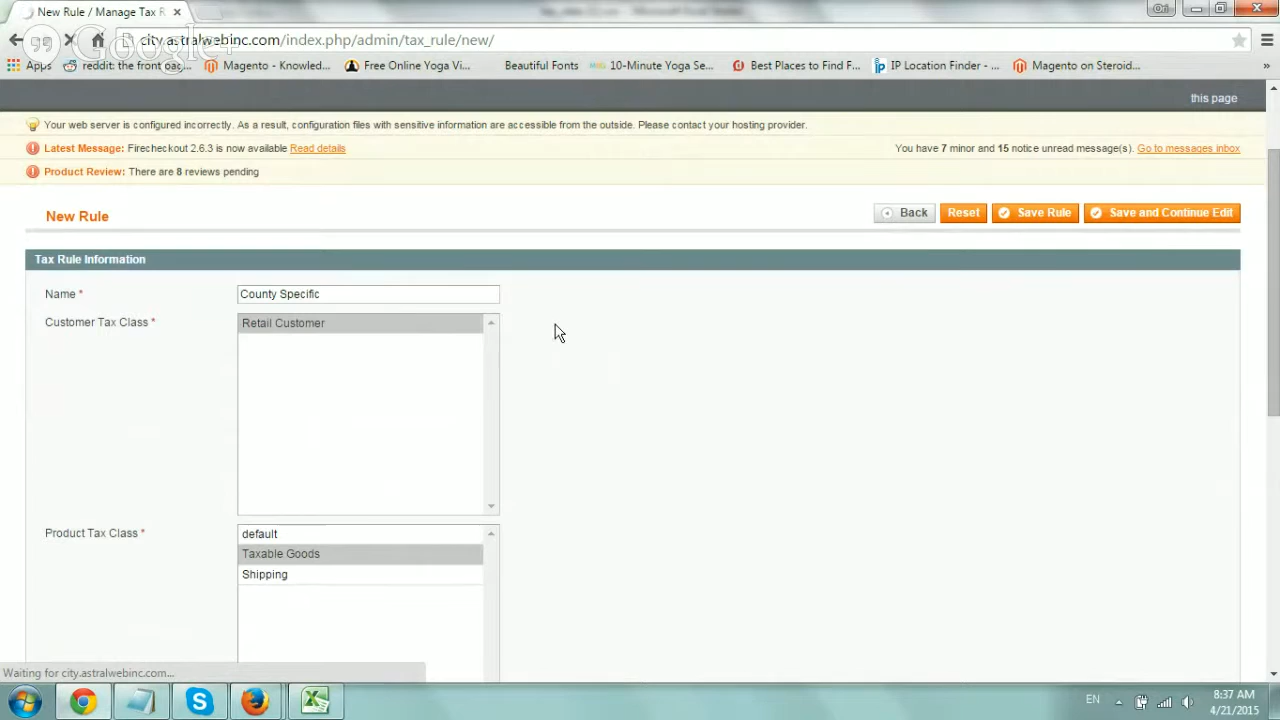 New Rule / Manage Tax R
Google+
city.astralwebinc.com/index.php/admin/tax_rule/new/
Apps reddit: the front pac... Magento - Knowled... Free Online Yoga Vi... Beautiful Fonts 10-Minute Yoga Se... Best Places to Find F... IP Location Finder - ... Magento on Steroid... »
this page
Your web server is configured incorrectly. As a result, configuration files with sensitive information are accessible from the outside. Please contact your hosting provider.
Latest Message: Firecheckout 2.6.3 is now available Read details You have 7 minor and 15 notice unread message(s). Go to messages inbox
Product Review: There are 8 reviews pending
New Rule Back Reset Save Rule Save and Continue Edit
Tax Rule Information
Name * County Specific
Customer Tax Class * Retail Customer
Product Tax Class * default
Taxable Goods
Shipping
Waiting for city.astralwebinc.com...
EN 8:37 AM
4/21/2015